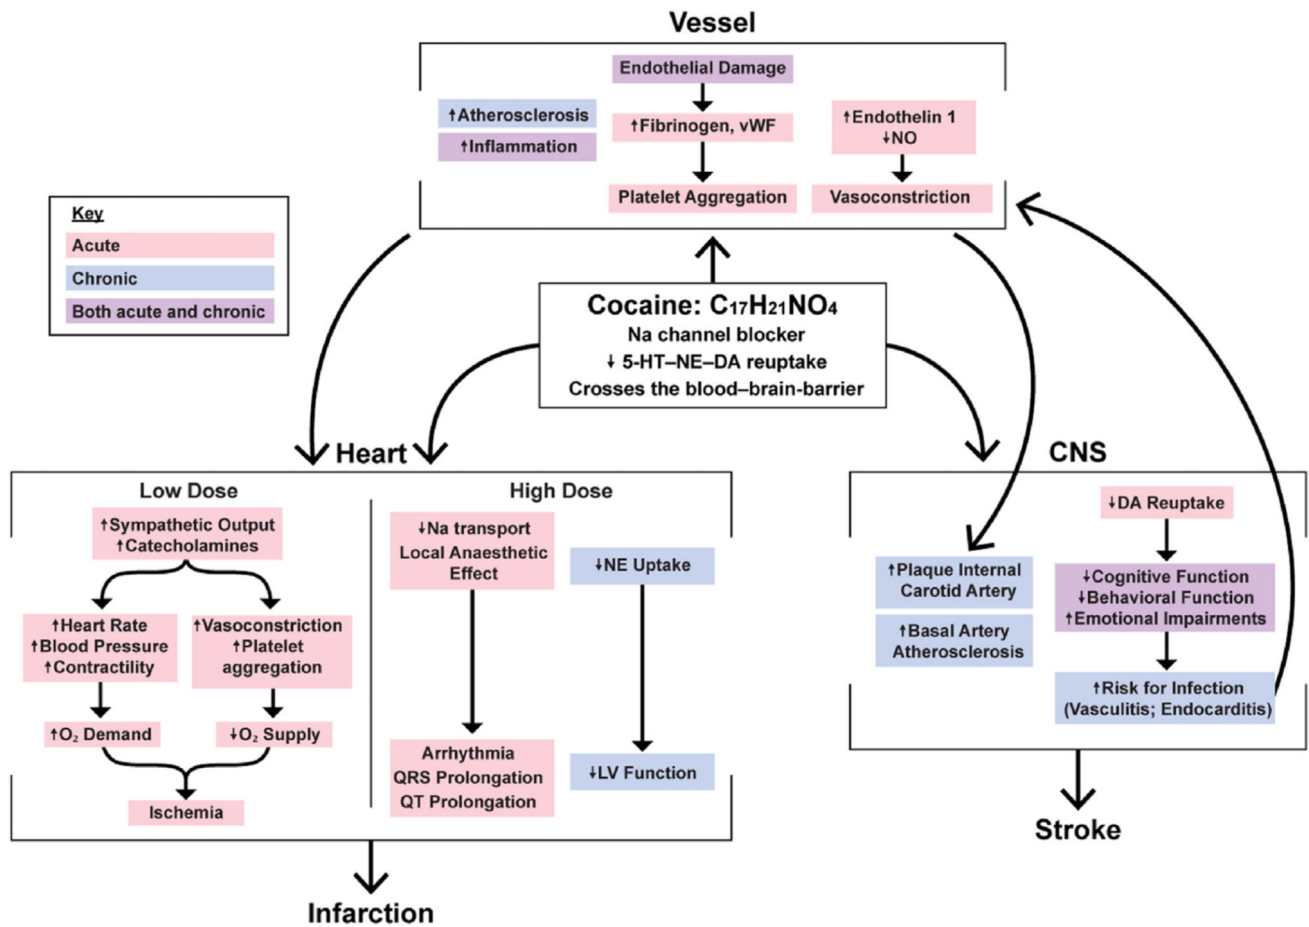 Vessel
Endothelial Damage
↑Atherosclerosis
↑Inflammation
↑Fibrinogen, vWF
Platelet Aggregation
↑Endothelin 1
↓NO
Vasoconstriction
Key
Acute
Chronic
Both acute and chronic
Cocaine: C₁₇H₂₁NO₄
Na channel blocker
↓ 5-HT–NE–DA reuptake
Crosses the blood–brain-barrier
Heart
Low Dose
↑Sympathetic Output
↑Catecholamines
↑Heart Rate
↑Blood Pressure
↑Contractility
↑Vasoconstriction
↑Platelet
aggregation
↑O₂ Demand
↓O₂ Supply
Ischemia
High Dose
↓Na transport
Local Anaesthetic
Effect
↓NE Uptake
Arrhythmia
QRS Prolongation
QT Prolongation
↓LV Function
Infarction
CNS
↓DA Reuptake
↑Plaque Internal
Carotid Artery
↑Basal Artery
Atherosclerosis
↓Cognitive Function
↓Behavioral Function
↑Emotional Impairments
↑Risk for Infection
(Vasculitis; Endocarditis)
Stroke